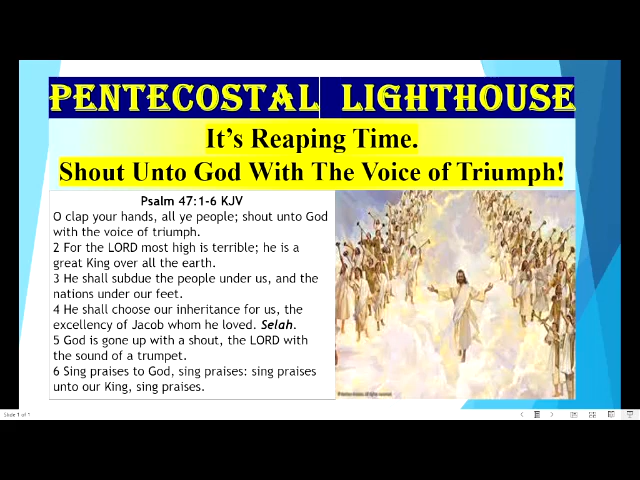 PENTECOSTAL LIGHTHOUSE
It's Reaping Time.
Shout Unto God With The Voice of Triumph!
Psalm 47:1-6 KJV
O clap your hands, all ye people; shout unto God
with the voice of triumph.
2 For the LORD most high is terrible; he is a
great King over all the earth.
3 He shall subdue the people under us, and the
nations under our feet.
4 He shall choose our inheritance for us, the
excellency of Jacob whom he loved. Selah.
5 God is gone up with a shout, the LORD with
the sound of a trumpet.
6 Sing praises to God, sing praises: sing praises
unto our King, sing praises.
Slide 1 of 1